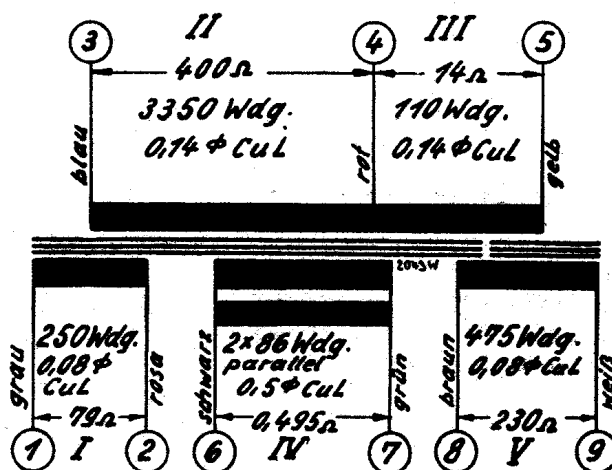 3 II 4 III 5
400Ω 14Ω
3350 Wdg. 110 Wdg.
0,14 ϕ CuL 0,14 ϕ CuL
blau rot gelb
2043W
250 Wdg. 2× 86 Wdg. 475 Wdg.
0,08 ϕ parallel 0,08 ϕ CuL
CuL 0,5 ϕ CuL
grau rosa schwarz grün braun weiß
79Ω 0,495Ω 230Ω
1 I 2 6 IV 7 8 V 9